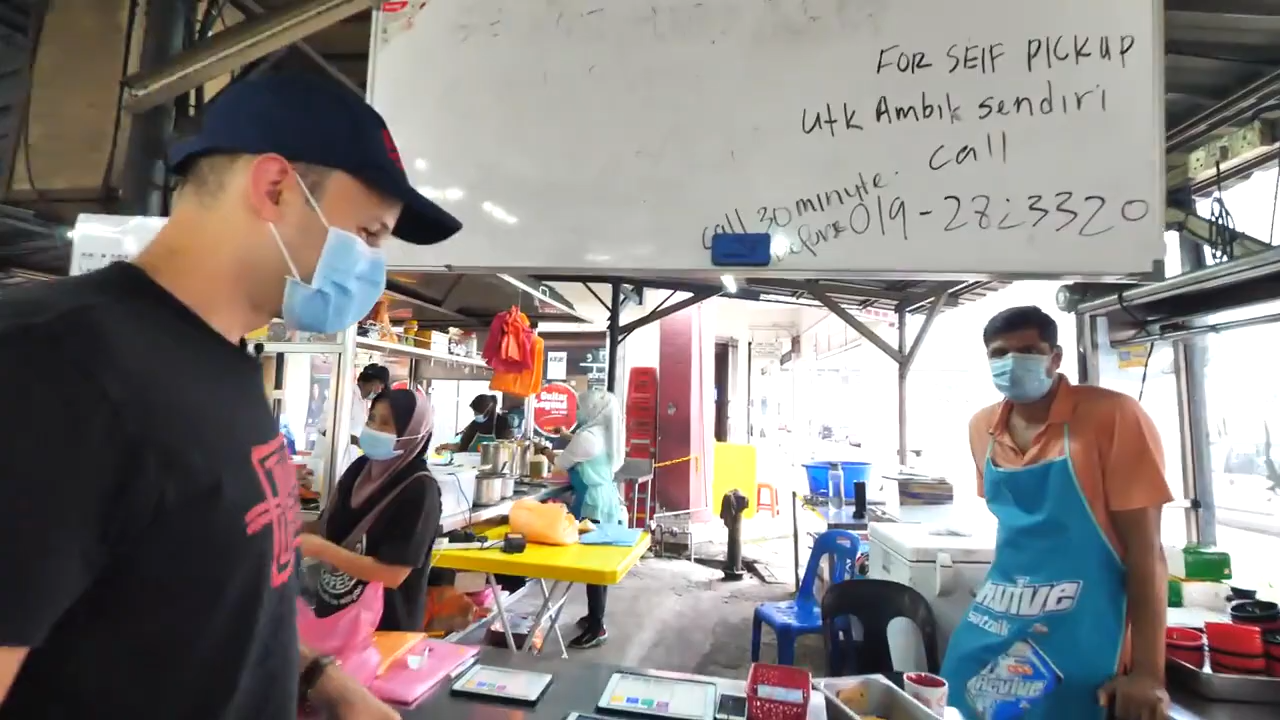 FOR SEIF PICKUP
Utk Ambik sendiri
call
call 30 minute.
before 019-2823320
Revive